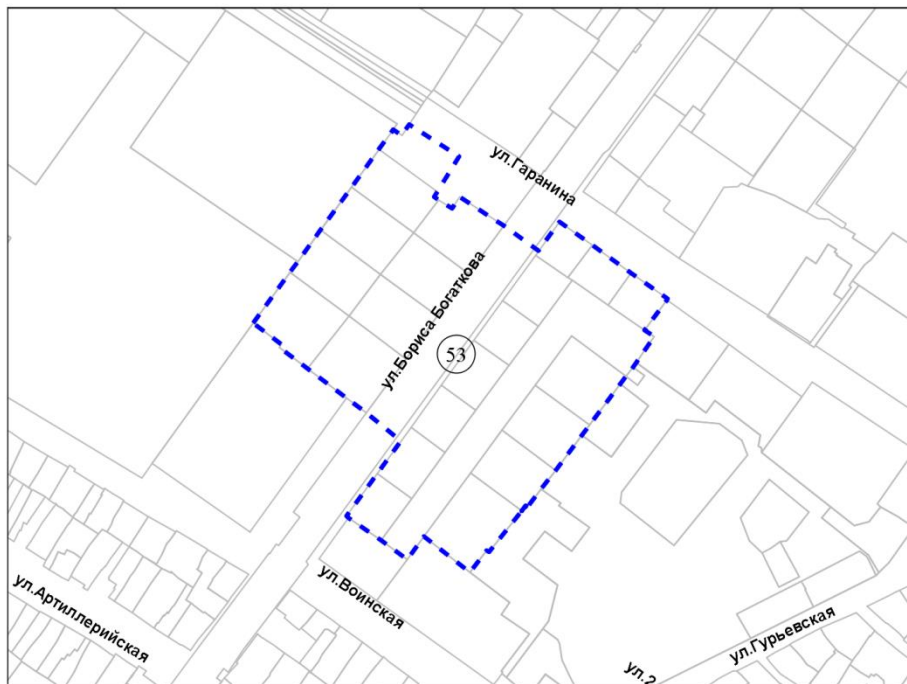 ул.Гаранина
ул.Бориса Богаткова
53
ул.Воинская
ул.Артиллерийская
ул.Гурьевская
ул.2